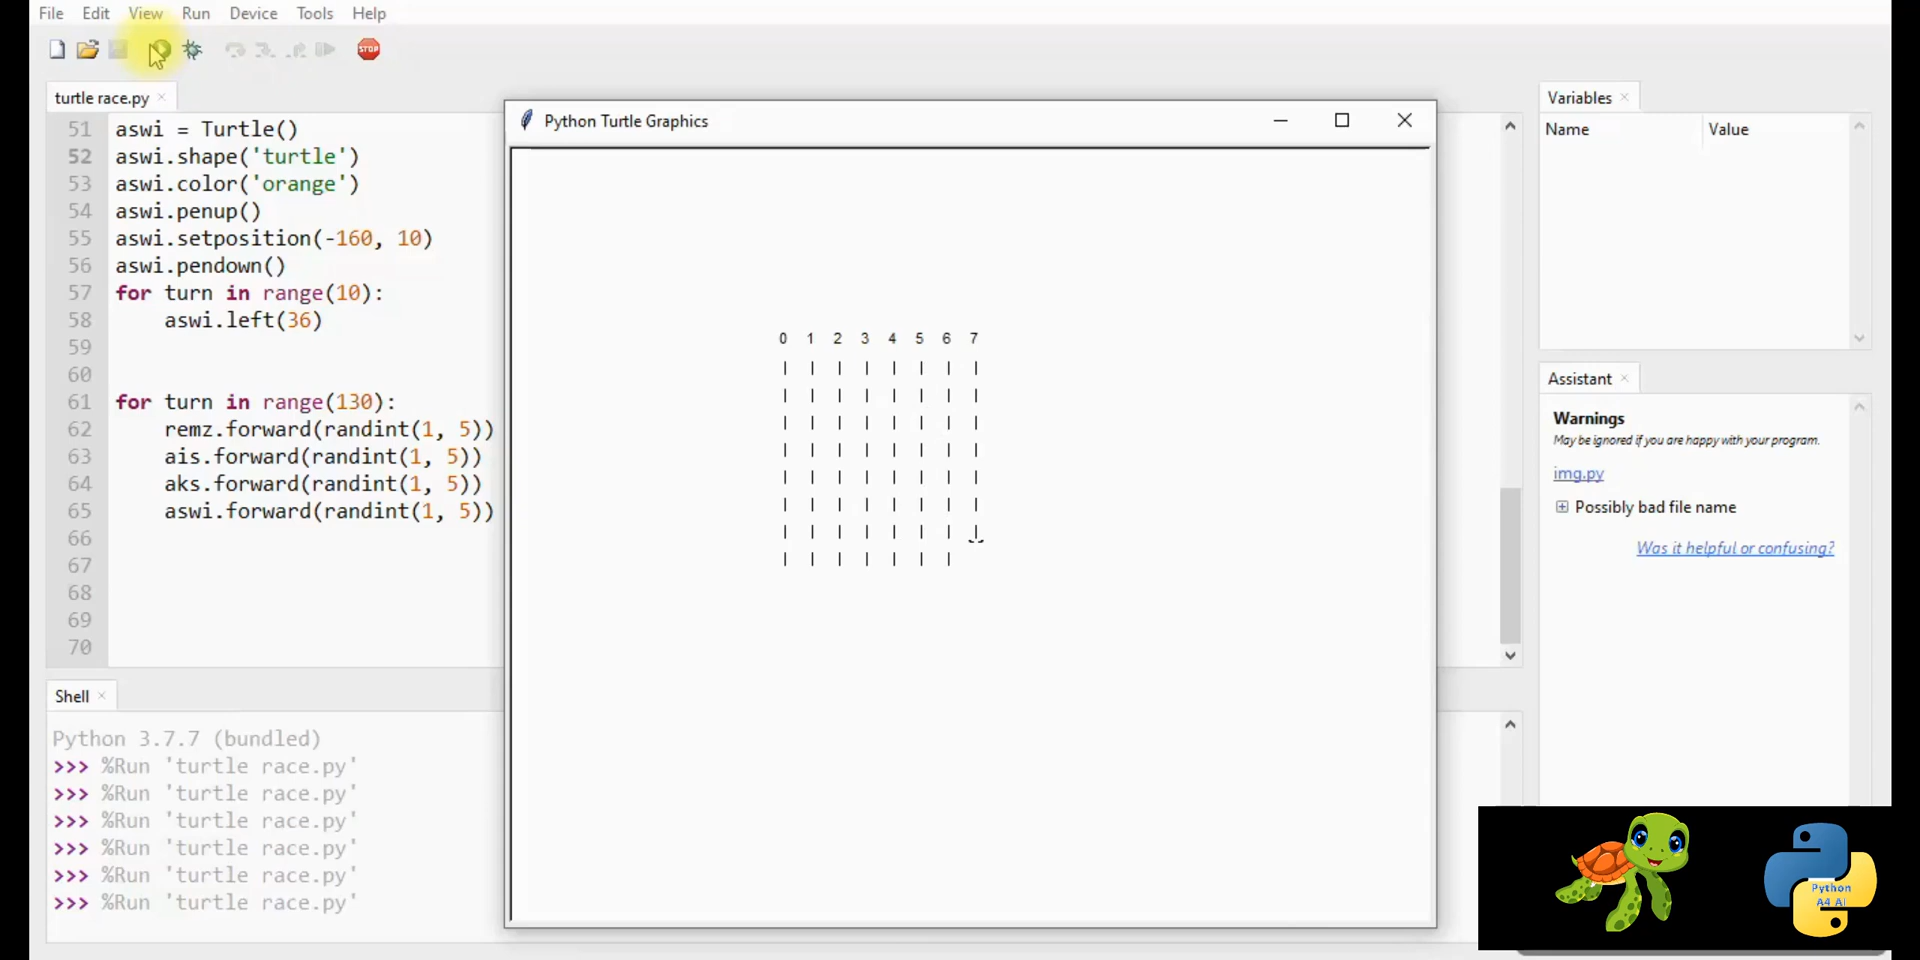 File Edit View Run Device Tools Help
STOP
turtle race.py
51 aswi = Turtle()
52 aswi.shape('turtle')
53 aswi.color('orange')
54 aswi.penup()
55 aswi.setposition(-160, 10)
56 aswi.pendown()
57 for turn in range(10):
58     aswi.left(36)
59
60
61 for turn in range(130):
62     remz.forward(randint(1, 5))
63     ais.forward(randint(1, 5))
64     aks.forward(randint(1, 5))
65     aswi.forward(randint(1, 5))
66
67
68
69
70
Shell
Python 3.7.7 (bundled)
>>> %Run 'turtle race.py'
>>> %Run 'turtle race.py'
>>> %Run 'turtle race.py'
>>> %Run 'turtle race.py'
>>> %Run 'turtle race.py'
>>> %Run 'turtle race.py'
Python Turtle Graphics
0 1 2 3 4 5 6 7
Variables
Name Value
Assistant
Warnings
May be ignored if you are happy with your program.
img.py
Possibly bad file name
Was it helpful or confusing?
Python
A4 AI